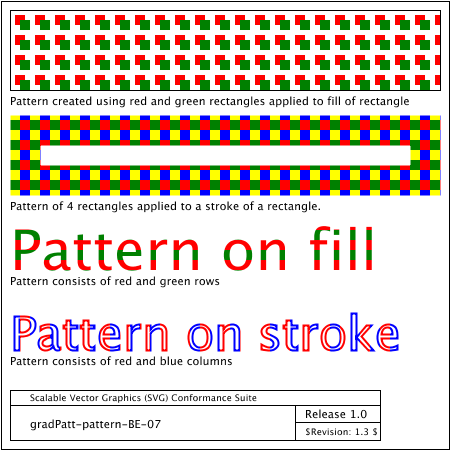 Pattern created using red and green rectangles applied to fill of rectangle
Pattern of 4 rectangles applied to a stroke of a rectangle.
Pattern on fill
Pattern consists of red and green rows
Pattern on stroke
Pattern consists of red and blue columns
Scalable Vector Graphics (SVG) Conformance Suite
gradPatt-pattern-BE-07
Release 1.0
$Revision: 1.3 $